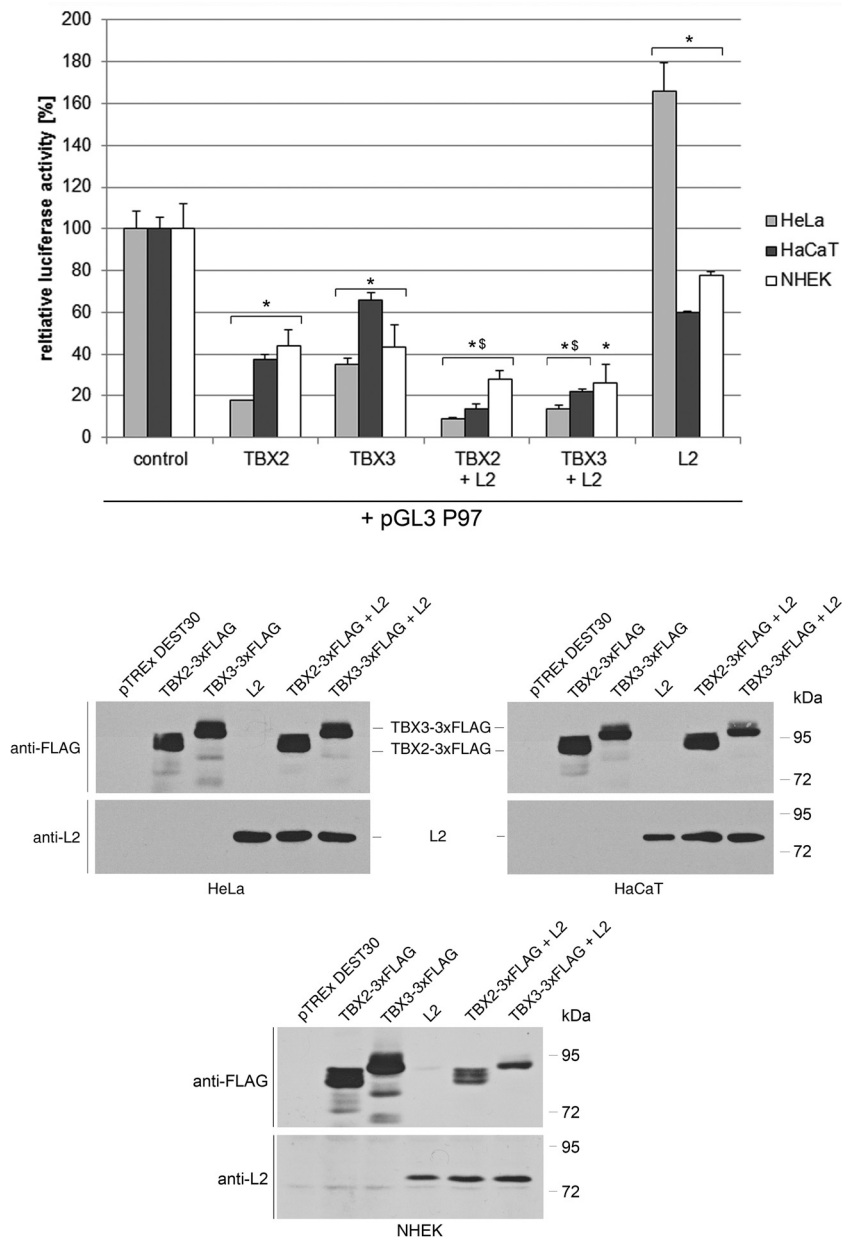 200
180
160
140
120
100
80
60
40
20
0
reltiative luciferase activity [%]
*
*
* $
* $
*
*
HeLa
HaCaT
NHEK
control
TBX2
TBX3
TBX2 + L2
TBX3 + L2
L2
+ pGL3 P97
pTREx DEST30
TBX2-3xFLAG
TBX3-3xFLAG
L2
TBX2-3xFLAG + L2
TBX3-3xFLAG + L2
pTREx DEST30
TBX2-3xFLAG
TBX3-3xFLAG
L2
TBX2-3xFLAG + L2
TBX3-3xFLAG + L2
kDa
anti-FLAG
TBX3-3xFLAG
TBX2-3xFLAG
95
72
anti-L2
L2
95
72
HeLa
HaCaT
pTREx DEST30
TBX2-3xFLAG
TBX3-3xFLAG
L2
TBX2-3xFLAG + L2
TBX3-3xFLAG + L2
kDa
anti-FLAG
95
72
anti-L2
95
72
NHEK